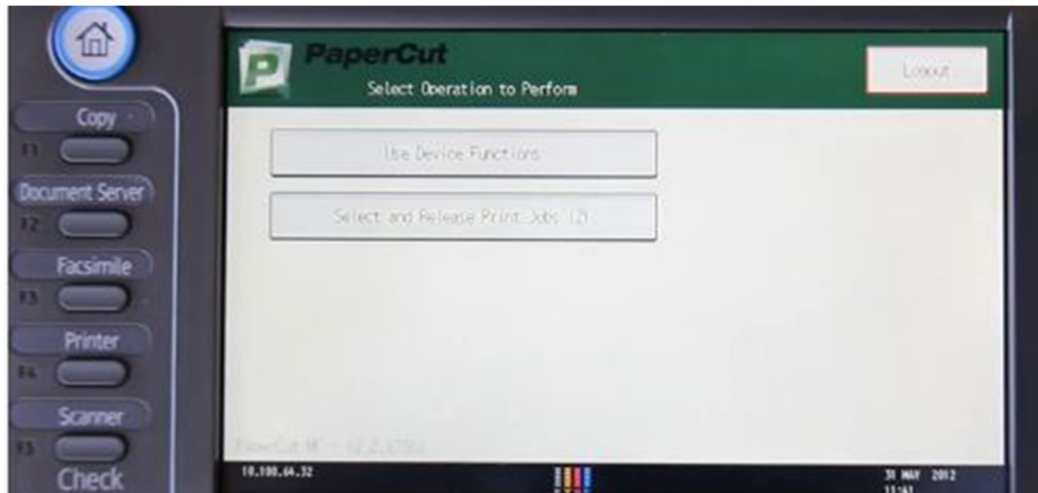 PaperCut
Select Operation to Perform
Logout
Use Device Functions
Select and Release Print Jobs (2)
Copy
F1
Document Server
F2
Facsimile
F3
Printer
F4
Scanner
F5
Check
10.100.64.32
31 MAY 2012